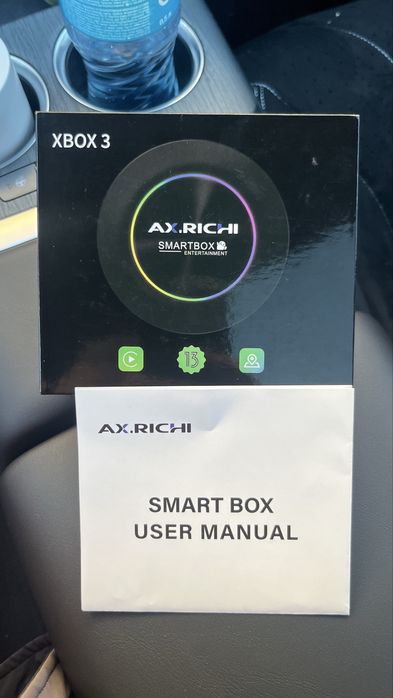 XBOX 3
AX.RICHI
SMARTBOX
ENTERTAINMENT
13
AX.RICHI
SMART BOX
USER MANUAL